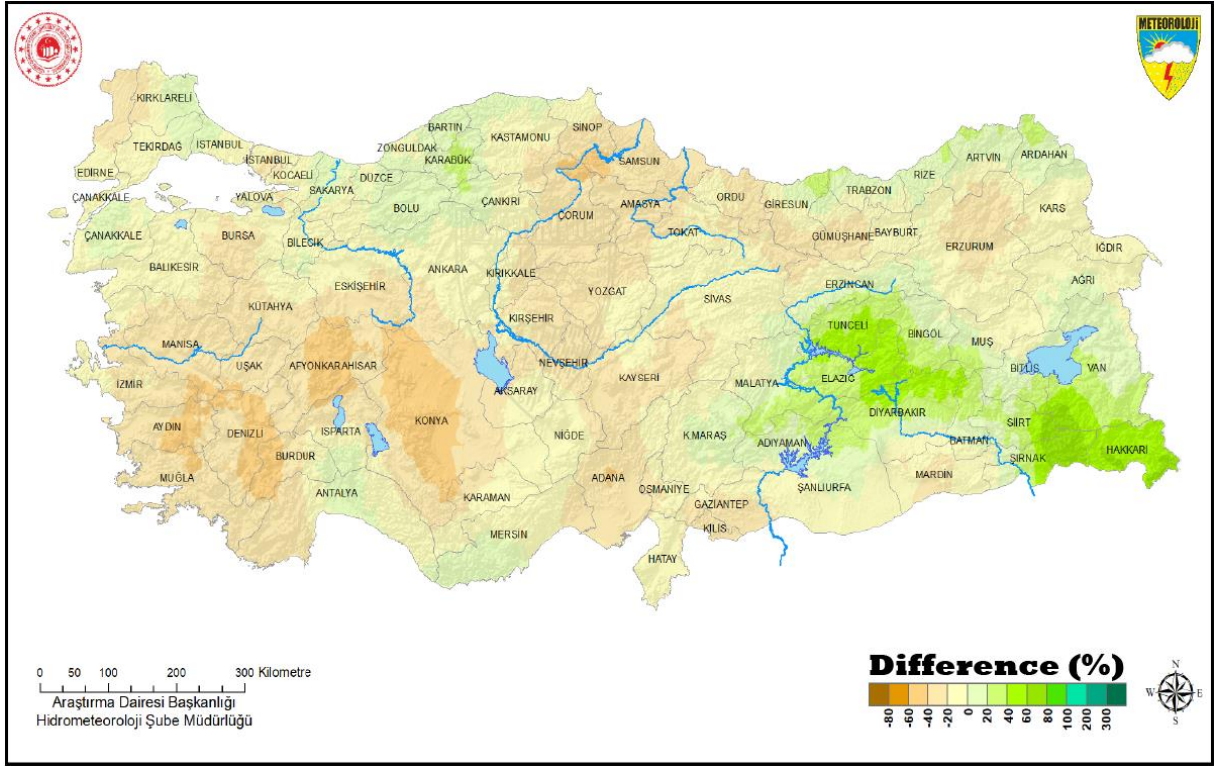 METEOROLOJİ
KIRKLARELİ
TEKİRDAĞ
İSTANBUL
EDİRNE
İSTANBUL
KOCAELİ
ÇANAKKALE
YALOVA
SAKARYA
DÜZCE
ZONGULDAK
BARTIN
KARABÜK
KASTAMONU
SİNOP
SAMSUN
BOLU
ÇANKIRI
ÇORUM
AMASYA
ORDU
GİRESUN
TRABZON
RİZE
ARTVİN
ARDAHAN
KARS
ÇANAKKALE
BURSA
BİLECİK
TOKAT
GÜMÜŞHANE
BAYBURT
ERZURUM
IĞDIR
BALIKESİR
ESKİŞEHİR
ANKARA
KIRIKKALE
YOZGAT
SİVAS
ERZİNCAN
AĞRI
KÜTAHYA
KIRŞEHİR
TUNCELİ
BİNGÖL
MUŞ
MANİSA
UŞAK
AFYONKARAHİSAR
NEVŞEHİR
KAYSERİ
MALATYA
ELAZIĞ
BİTLİS
VAN
İZMİR
AKSARAY
AYDIN
DENİZLİ
ISPARTA
KONYA
NİĞDE
K.MARAŞ
ADIYAMAN
DİYARBAKIR
SİİRT
BATMAN
ŞIRNAK
HAKKARİ
BURDUR
MUĞLA
ANTALYA
KARAMAN
ADANA
OSMANİYE
GAZİANTEP
ŞANLIURFA
MARDİN
MERSİN
KİLİS
HATAY
0 50 100 200 300 Kilometre
Araştırma Dairesi Başkanlığı
Hidrometeoroloji Şube Müdürlüğü
Difference (%)
-80 -60 -40 -20 0 20 40 60 80 100 200 300
N
W E
S